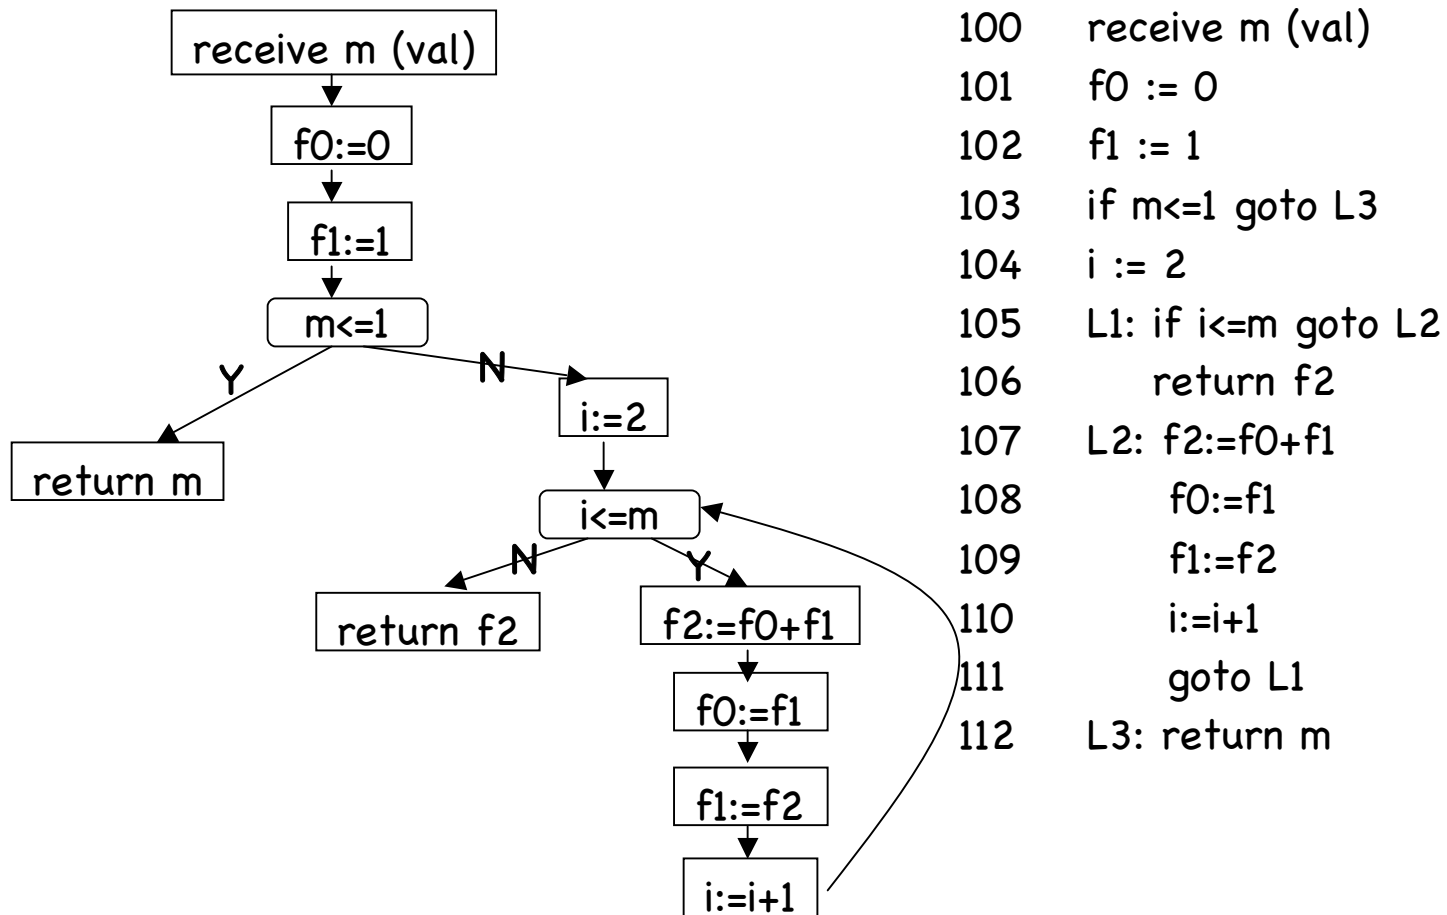 receive m (val)
f0:=0
f1:=1
m<=1
Y
N
i:=2
return m
i<=m
N
Y
return f2
f2:=f0+f1
f0:=f1
f1:=f2
i:=i+1
100 receive m (val)
101 f0 := 0
102 f1 := 1
103 if m<=1 goto L3
104 i := 2
105 L1: if i<=m goto L2
106 return f2
107 L2: f2:=f0+f1
108 f0:=f1
109 f1:=f2
110 i:=i+1
111 goto L1
112 L3: return m